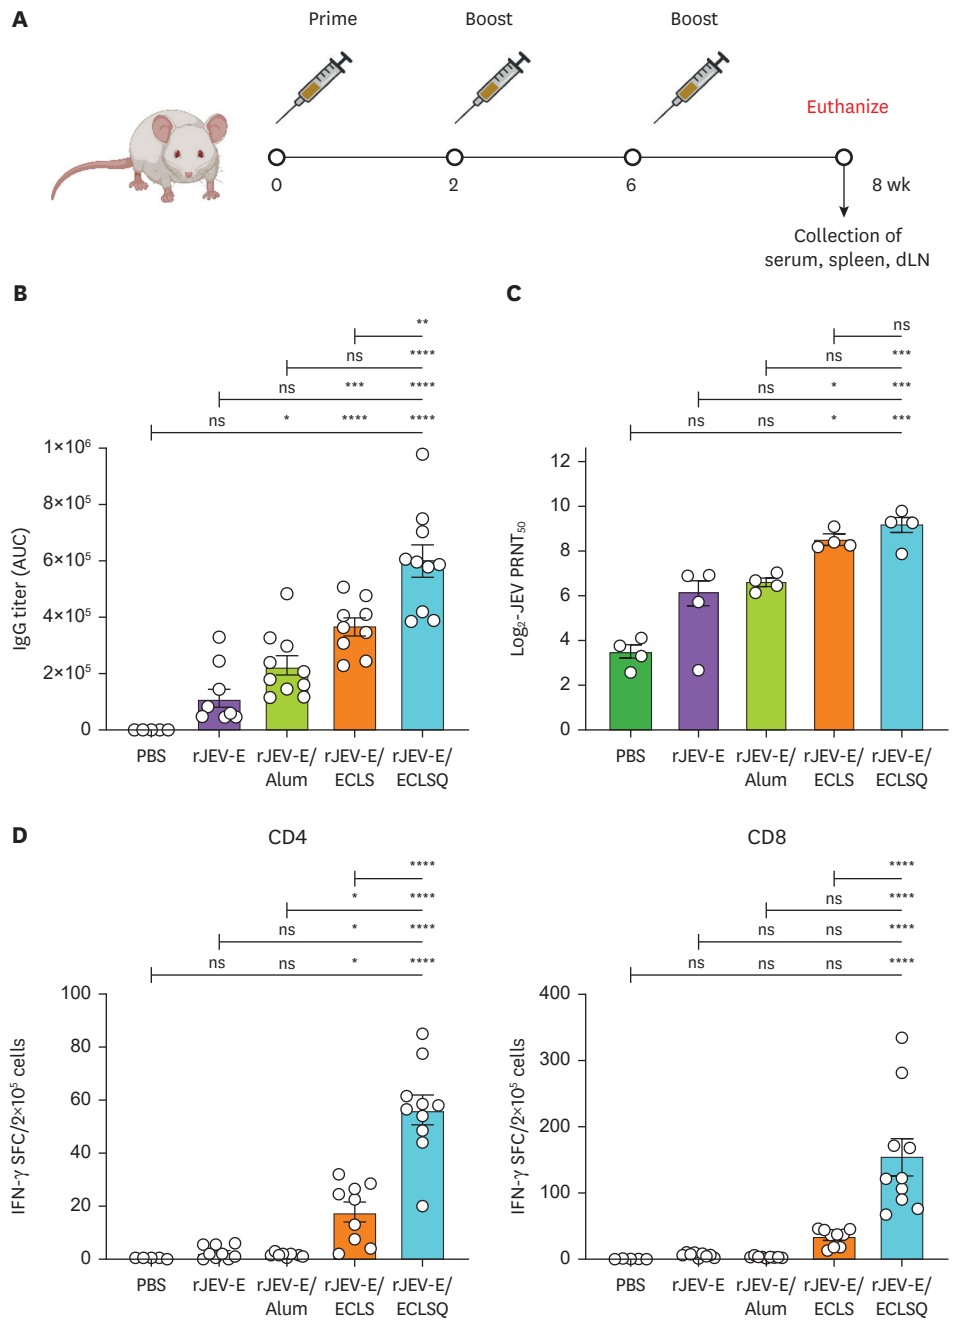 A
Prime Boost Boost
Euthanize
0 2 6 8 wk
Collection of
serum, spleen, dLN
B
**
ns ****
ns *** ****
ns * **** ****
1×10⁶
8×10⁵
6×10⁵
4×10⁵
2×10⁵
0
IgG titer (AUC)
PBS rJEV-E rJEV-E/ rJEV-E/ rJEV-E/
Alum ECLS ECLSQ
C
ns
ns ***
ns * ***
ns ns * ***
12
10
8
6
4
2
0
Log₂-JEV PRNT₅₀
PBS rJEV-E rJEV-E/ rJEV-E/ rJEV-E/
Alum ECLS ECLSQ
D
CD4
****
* ****
ns * ****
ns ns * ****
100
80
60
40
20
0
IFN-γ SFC/2×10⁵ cells
PBS rJEV-E rJEV-E/ rJEV-E/ rJEV-E/
Alum ECLS ECLSQ
CD8
****
ns ****
ns ns ****
ns ns ns ****
400
300
200
100
0
IFN-γ SFC/2×10⁵ cells
PBS rJEV-E rJEV-E/ rJEV-E/ rJEV-E/
Alum ECLS ECLSQ